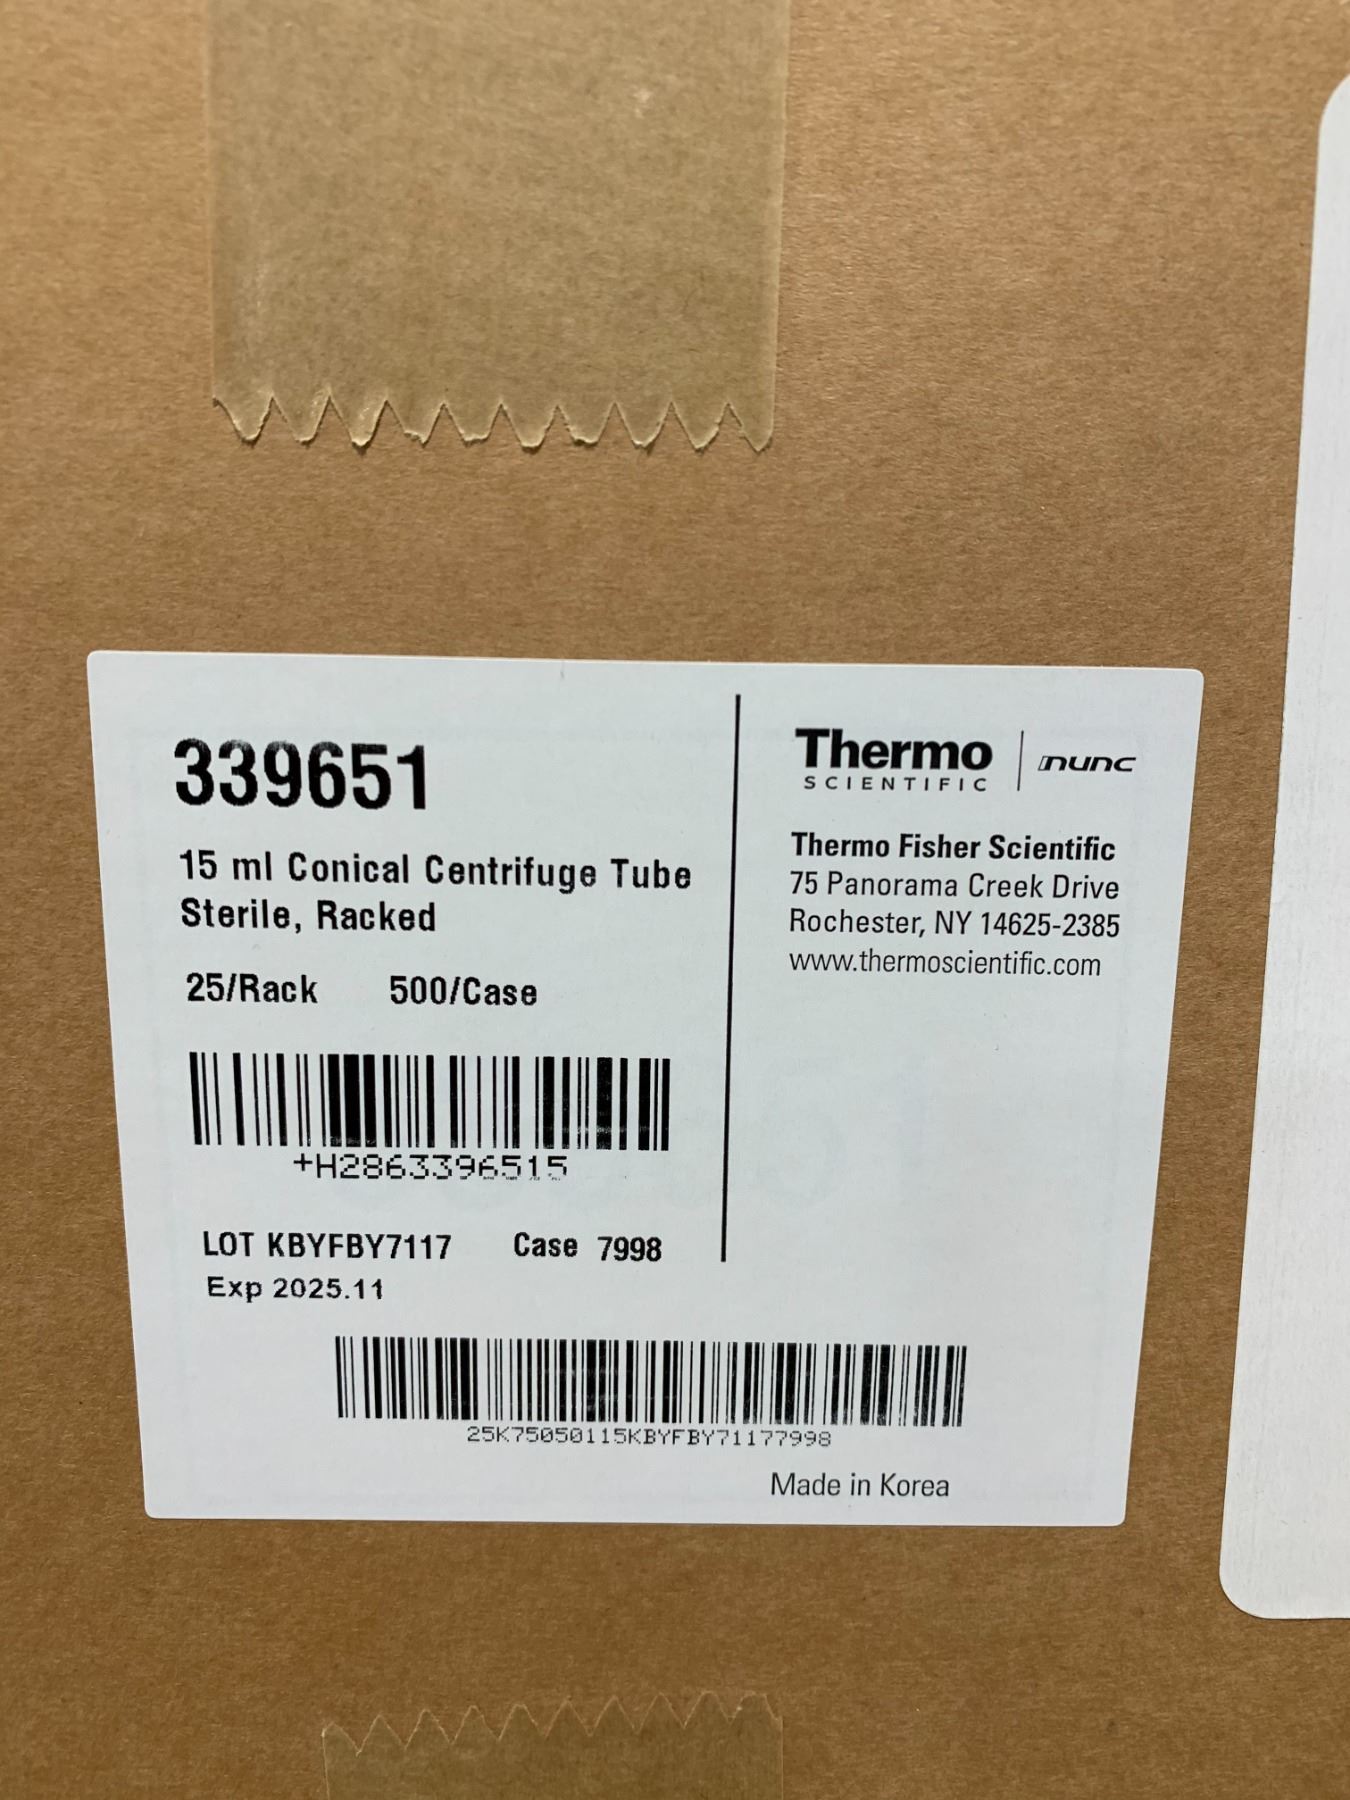 339651
15 ml Conical Centrifuge Tube
Sterile, Racked
25/Rack 500/Case
+H2863396515
LOT KBYFBY7117 Case 7998
Exp 2025.11
Thermo
SCIENTIFIC
nunc
Thermo Fisher Scientific
75 Panorama Creek Drive
Rochester, NY 14625-2385
www.thermoscientific.com
25K75050115KBYFBY71177998
Made in Korea